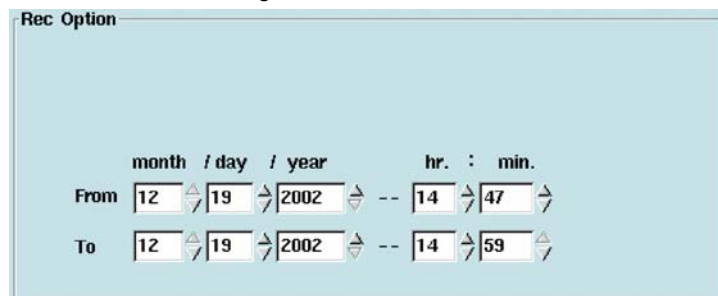 Rec Option
month / day / year hr. : min.
From 12 19 2002 -- 14 47
To 12 19 2002 -- 14 59